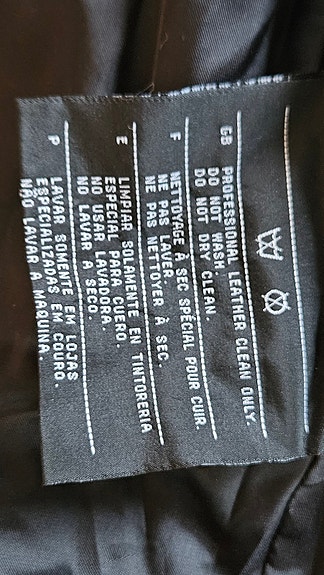 GB
PROFESSIONAL LEATHER CLEAN ONLY.
DO NOT WASH.
DO NOT DRY CLEAN
F
NETTOYAGE À SEC SPÉCIAL POUR CUIR.
NE PAS LAVER.
NE PAS NETTOYER À SEC.
E
LIMPIAR SOLAMENTE EN TINTORERIA
ESPECIAL PARA CUERO.
NO USAR LAVADORA.
NO LAVAR A SECO.
P
LAVAR SOMENTE EM LOJAS
ESPECIALIZADAS EM COURO.
NÃO LAVAR A MAQUINA.